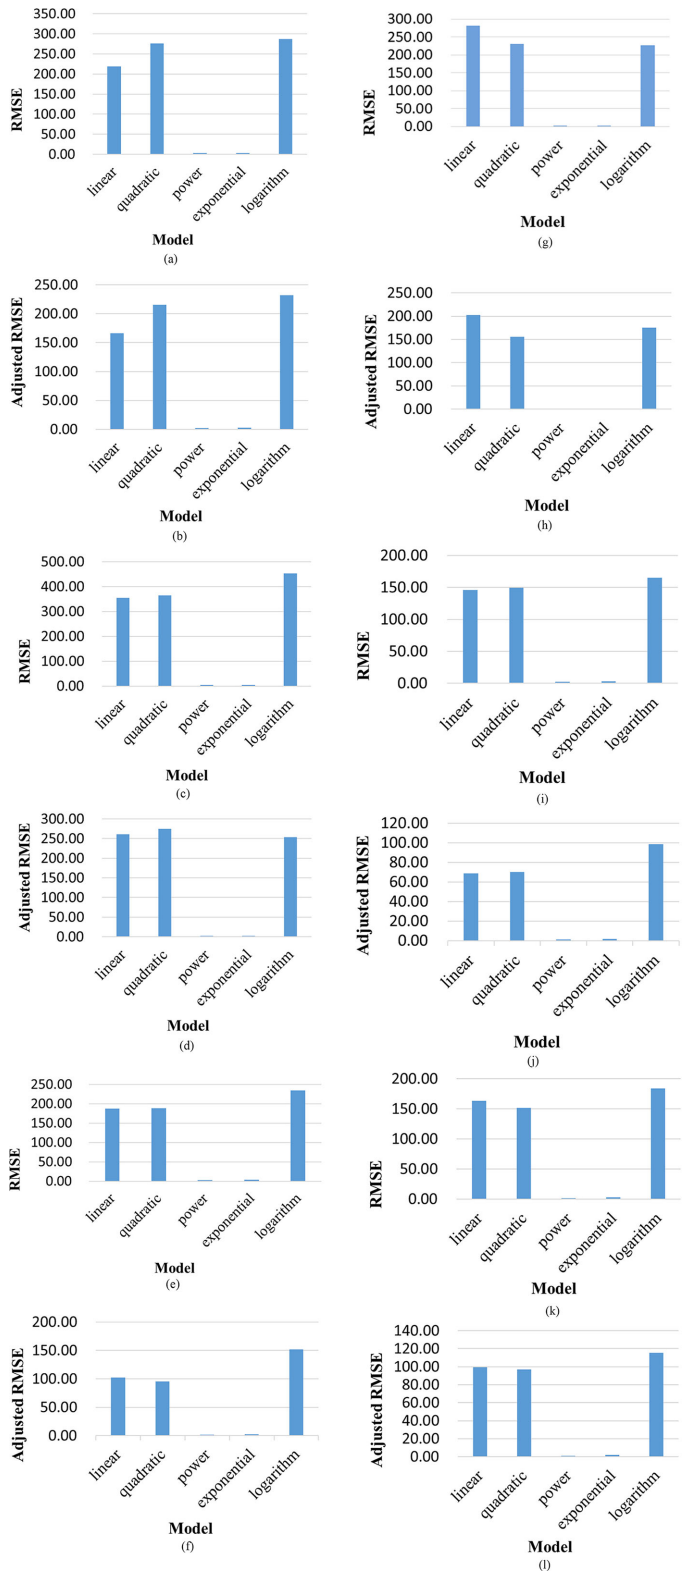 350.00
300.00
250.00
200.00
150.00
100.00
50.00
0.00
RMSE
linear
quadratic
power
exponential
logarithm
Model
(a)
250.00
200.00
150.00
100.00
50.00
0.00
Adjusted RMSE
linear
quadratic
power
exponential
logarithm
Model
(b)
500.00
400.00
300.00
200.00
100.00
0.00
RMSE
linear
quadratic
power
exponential
logarithm
Model
(c)
300.00
250.00
200.00
150.00
100.00
50.00
0.00
Adjusted RMSE
linear
quadratic
power
exponential
logarithm
Model
(d)
250.00
200.00
150.00
100.00
50.00
0.00
RMSE
linear
quadratic
power
exponential
logarithm
Model
(e)
200.00
150.00
100.00
50.00
0.00
Adjusted RMSE
linear
quadratic
power
exponential
logarithm
Model
(f)
300.00
250.00
200.00
150.00
100.00
50.00
0.00
RMSE
linear
quadratic
power
exponential
logarithm
Model
(g)
250.00
200.00
150.00
100.00
50.00
0.00
Adjusted RMSE
linear
quadratic
power
exponential
logarithm
Model
(h)
200.00
150.00
100.00
50.00
0.00
RMSE
linear
quadratic
power
exponential
logarithm
Model
(i)
120.00
100.00
80.00
60.00
40.00
20.00
0.00
Adjusted RMSE
linear
quadratic
power
exponential
logarithm
Model
(j)
200.00
150.00
100.00
50.00
0.00
RMSE
linear
quadratic
power
exponential
logarithm
Model
(k)
140.00
120.00
100.00
80.00
60.00
40.00
20.00
0.00
Adjusted RMSE
linear
quadratic
power
exponential
logarithm
Model
(l)